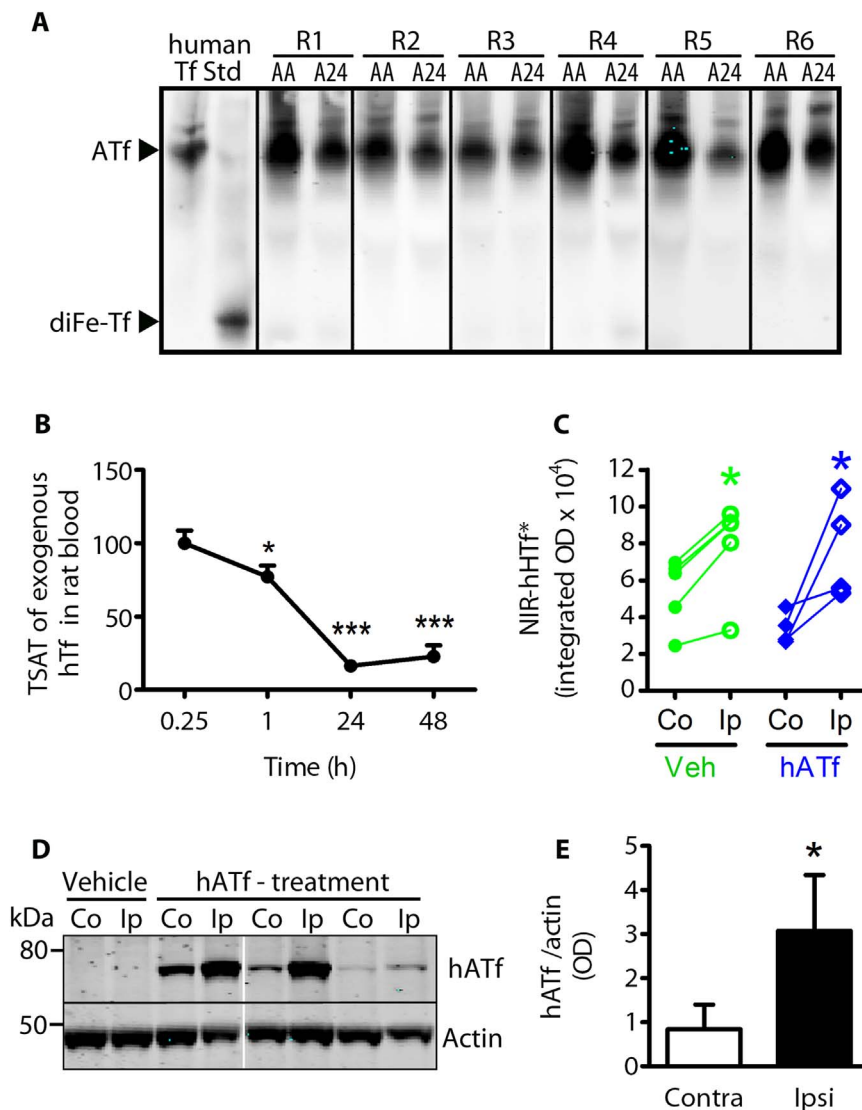 A
human
Tf Std
R1 R2 R3 R4 R5 R6
AA A24 AA A24 AA A24 AA A24 AA A24 AA A24
ATf
diFe-Tf
B
TSAT of exogenous
hTf in rat blood
150
100
50
0
* *** ***
0.25 1 24 48
Time (h)
C
NIR-hHTf*
(integrated OD x 10⁴)
12
10
8
6
4
2
0
* *
Co Ip Co Ip
Veh hATf
D
Vehicle hATf - treatment
kDa Co Ip Co Ip Co Ip Co Ip
80
hATf
50
Actin
E
hATf /actin
(OD)
5
4
3
2
1
0
*
Contra Ipsi